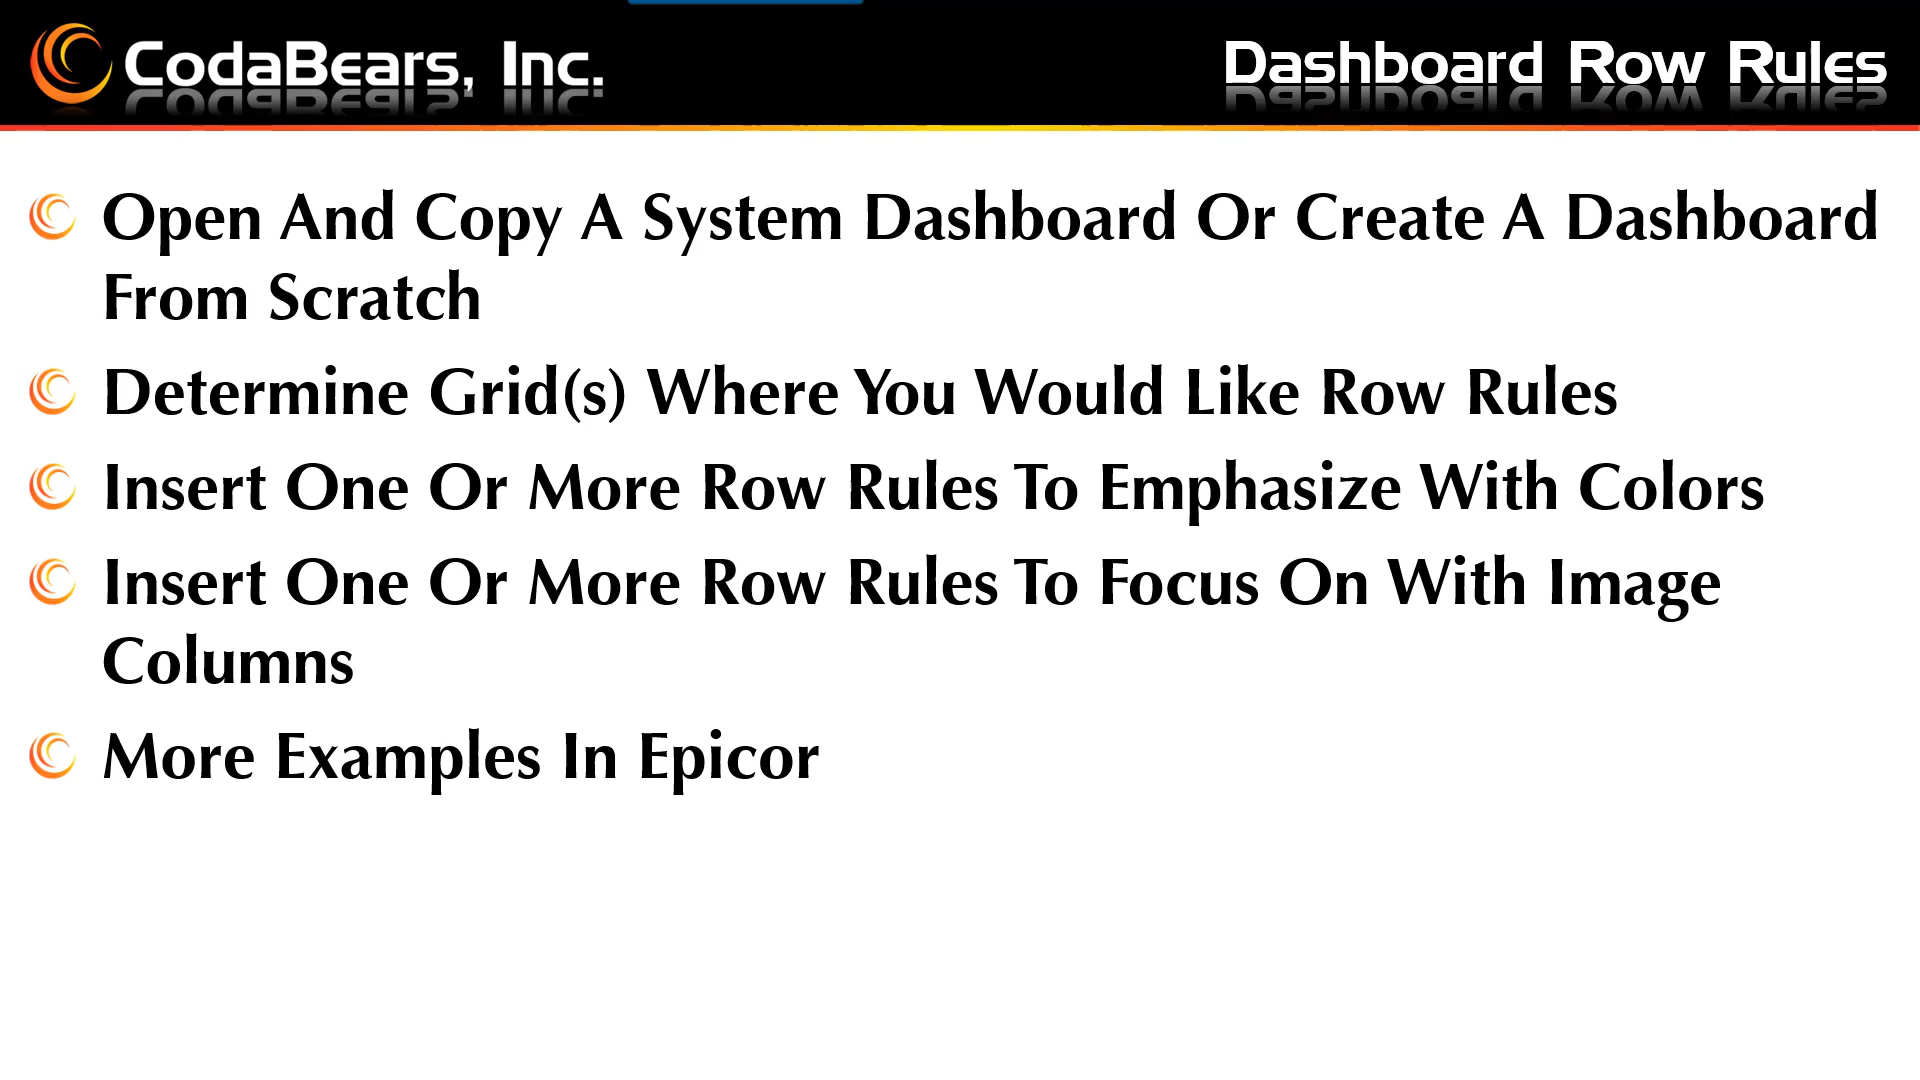 CodaBears, Inc.
Dashboard Row Rules
Open And Copy A System Dashboard Or Create A Dashboard
From Scratch
Determine Grid(s) Where You Would Like Row Rules
Insert One Or More Row Rules To Emphasize With Colors
Insert One Or More Row Rules To Focus On With Image
Columns
More Examples In Epicor